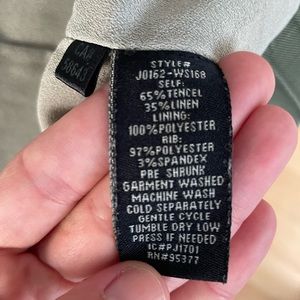 STYLE#
J0162-WS168
SELF:
65%TENCEL
35%LINEN
LINING:
100%POLYESTER
RIB:
97%POLYESTER
3%SPANDEX
PRE SHRUNK
GARMENT WASHED
MACHINE WASH
COLD SEPARATELY
GENTLE CYCLE
TUMBLE DRY LOW
PRESS IF NEEDED
IC#PJ1T01
RN#95377